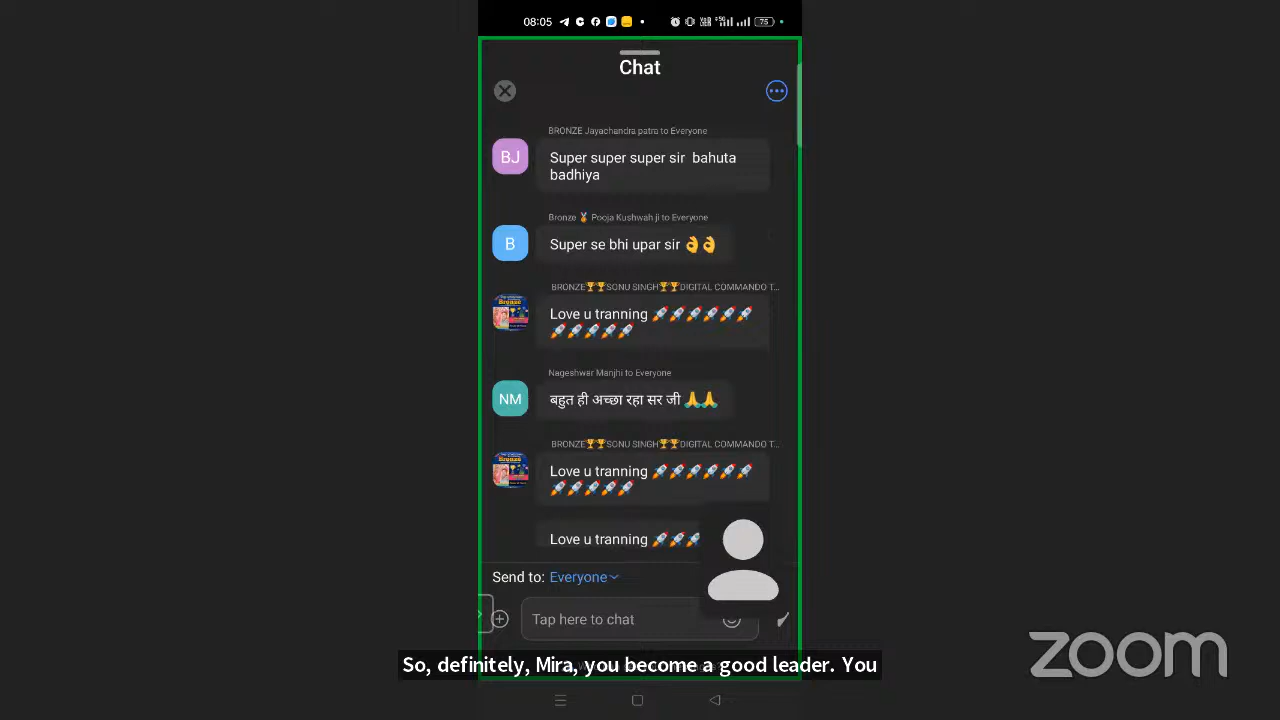 08:05
75
Chat
BRONZE Jayachandra patra to Everyone
BJ
Super super super sir bahuta
badhiya
Bronze 🏅 Pooja Kushwah ji to Everyone
B
Super se bhi upar sir 👌👌
BRONZE🏆🏆SONU SINGH🏆🏆DIGITAL COMMANDO T...
Love u tranning 🚀🚀🚀🚀🚀🚀
🚀🚀🚀🚀🚀
Nageshwar Manjhi to Everyone
NM
बहुत ही अच्छा रहा सर जी 🙏🙏
BRONZE🏆🏆SONU SINGH🏆🏆DIGITAL COMMANDO T...
Love u tranning 🚀🚀🚀🚀🚀🚀
🚀🚀🚀🚀🚀
Love u tranning 🚀🚀🚀
Send to: Everyone
Tap here to chat
So, definitely, Mira, you become a good leader. You
zoom